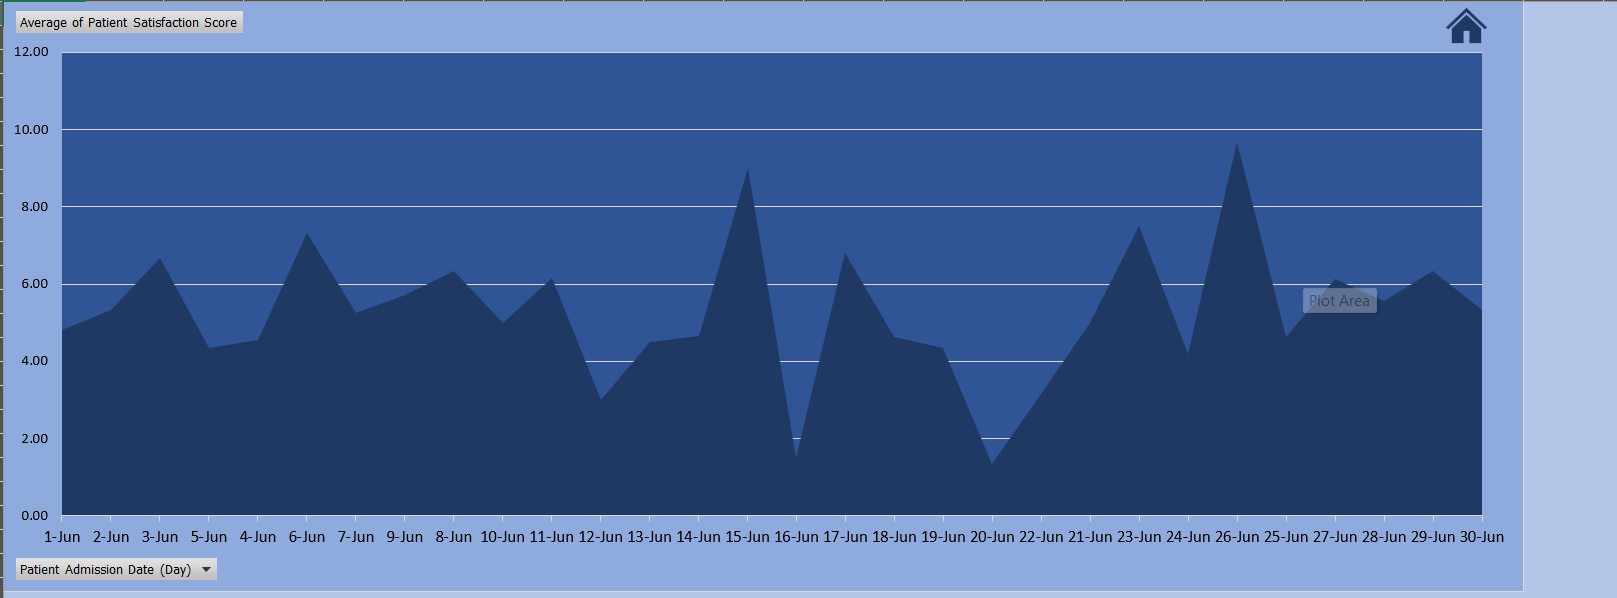 Average of Patient Satisfaction Score
12.00
10.00
8.00
6.00
4.00
2.00
0.00
Plot Area
1-Jun 2-Jun 3-Jun 5-Jun 4-Jun 6-Jun 7-Jun 9-Jun 8-Jun 10-Jun 11-Jun 12-Jun 13-Jun 14-Jun 15-Jun 16-Jun 17-Jun 18-Jun 19-Jun 20-Jun 22-Jun 21-Jun 23-Jun 24-Jun 26-Jun 25-Jun 27-Jun 28-Jun 29-Jun 30-Jun
Patient Admission Date (Day)